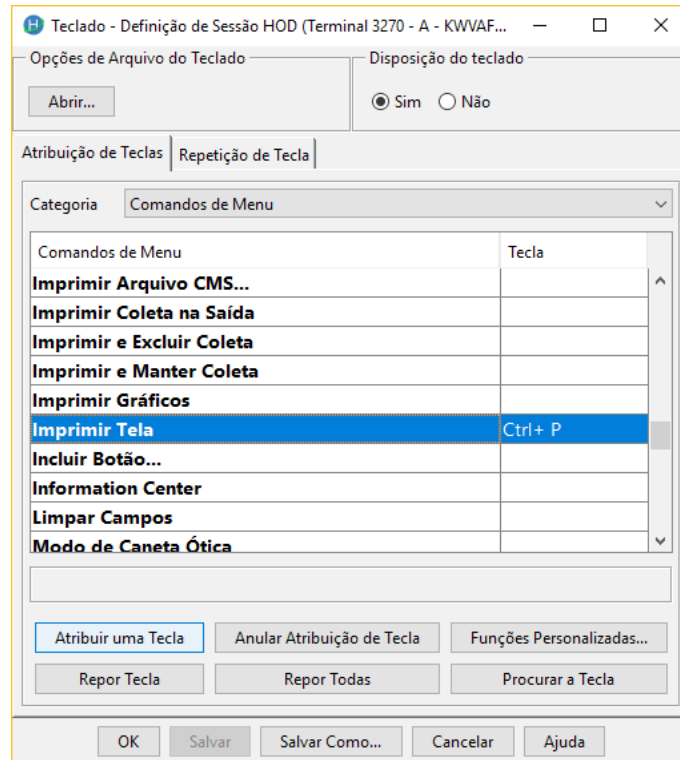 Teclado - Definição de Sessão HOD (Terminal 3270 - A - KWVAF...
Opções de Arquivo do Teclado
Disposição do teclado
Abrir...
Sim Não
Atribuição de Teclas Repetição de Tecla
Categoria Comandos de Menu
Comandos de Menu Tecla
Imprimir Arquivo CMS...
Imprimir Coleta na Saída
Imprimir e Excluir Coleta
Imprimir e Manter Coleta
Imprimir Gráficos
Imprimir Tela Ctrl+ P
Incluir Botão...
Information Center
Limpar Campos
Modo de Caneta Ótica
Atribuir uma Tecla Anular Atribuição de Tecla Funções Personalizadas...
Repor Tecla Repor Todas Procurar a Tecla
OK Salvar Salvar Como... Cancelar Ajuda